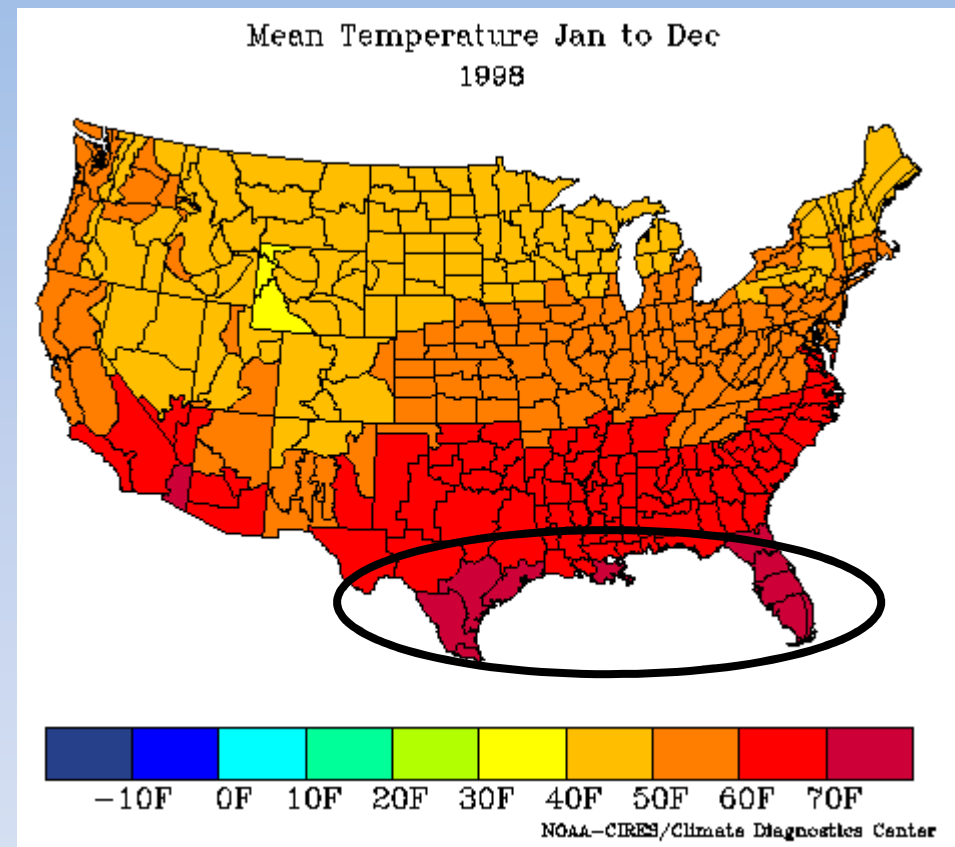 Mean Temperature Jan to Dec
1998
-10F 0F 10F 20F 30F 40F 50F 60F 70F
NOAA-CIRES/Climate Diagnostics Center